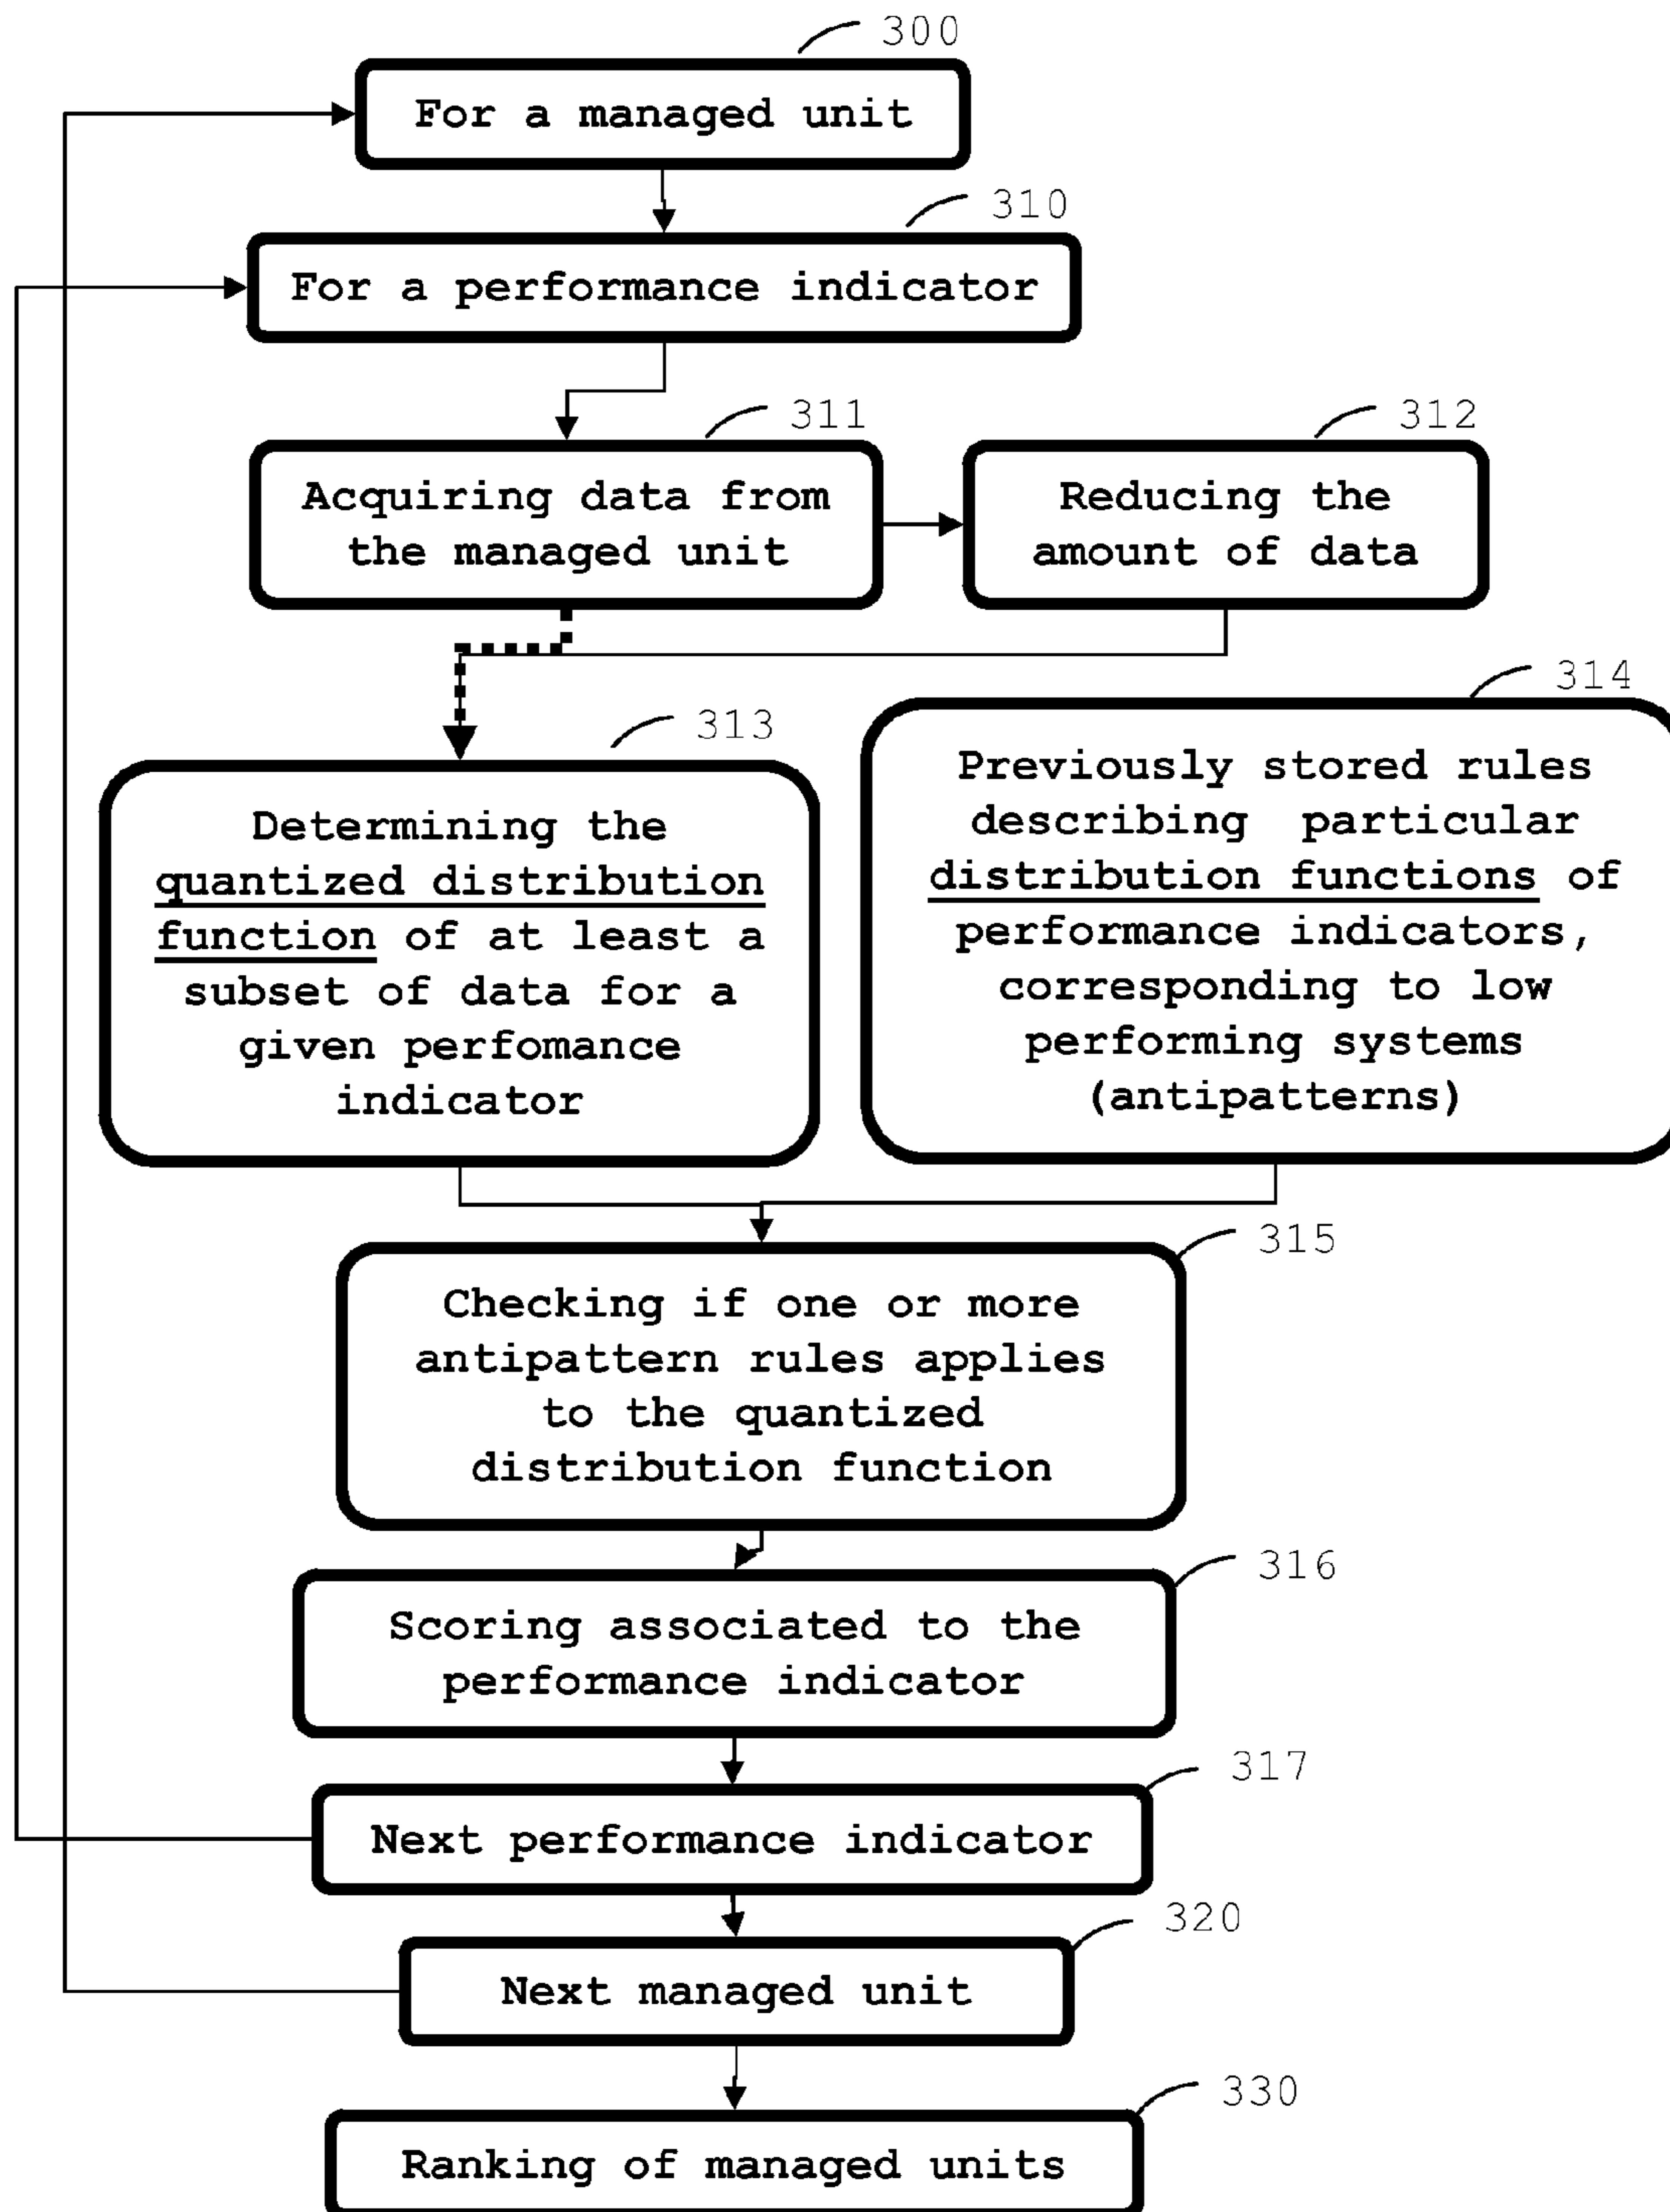 300
For a managed unit
310
For a performance indicator
311
Acquiring data from
the managed unit
312
Reducing the
amount of data
313
Determining the
quantized distribution
function of at least a
subset of data for a
given perfomance
indicator
314
Previously stored rules
describing particular
distribution functions of
performance indicators,
corresponding to low
performing systems
(antipatterns)
315
Checking if one or more
antipattern rules applies
to the quantized
distribution function
316
Scoring associated to the
performance indicator
317
Next performance indicator
320
Next managed unit
330
Ranking of managed units